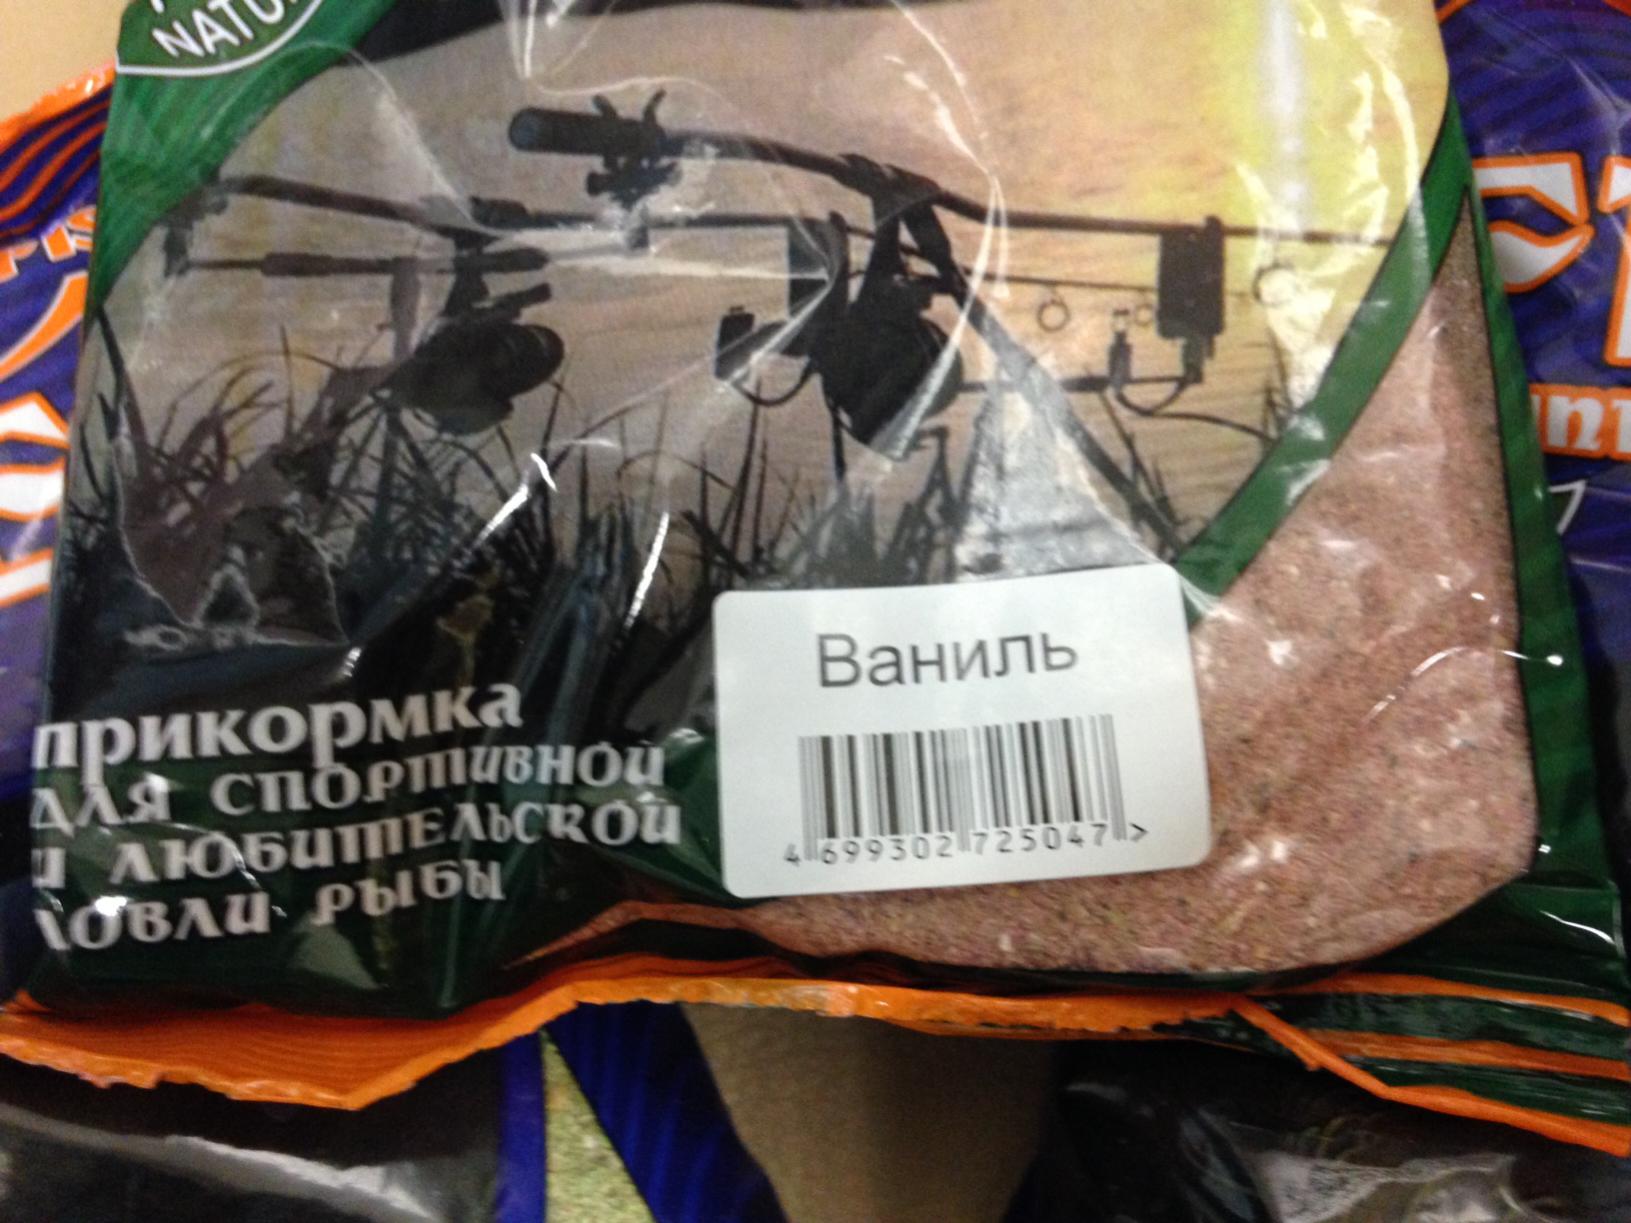 прикормка
для спортивной
и любительской
ловли рыбы
Ваниль
4 699302 725047 >